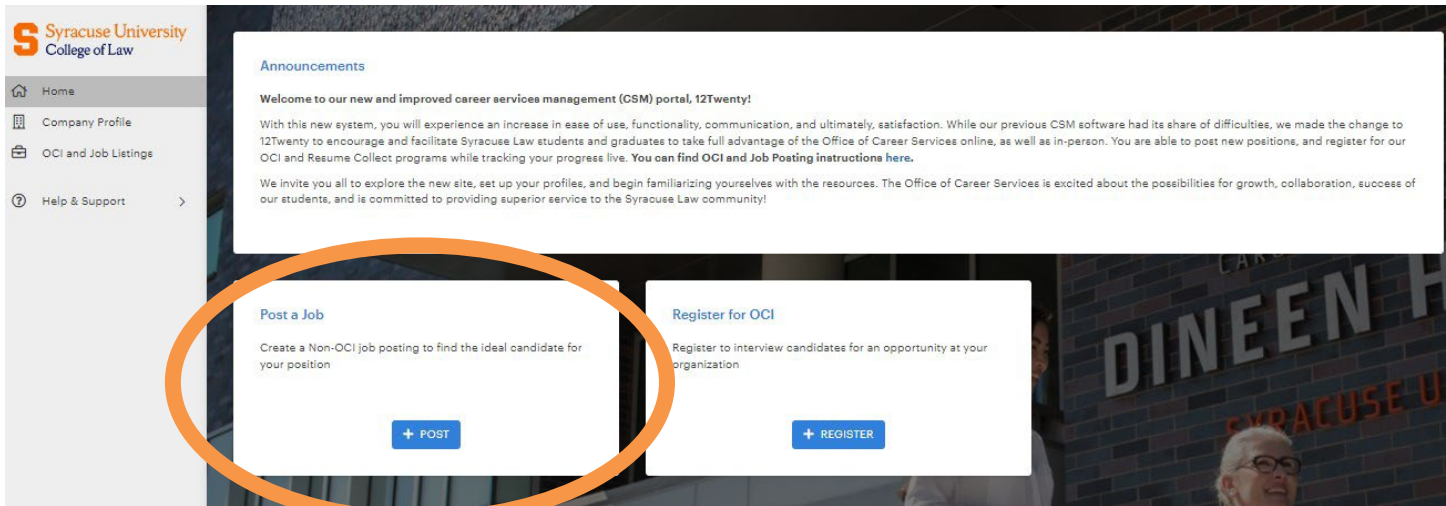 S Syracuse University
College of Law
Home
Company Profile
OCI and Job Listings
Help & Support
Announcements
Welcome to our new and improved career services management (CSM) portal, 12Twenty!
With this new system, you will experience an increase in ease of use, functionality, communication, and ultimately, satisfaction. While our previous CSM software had its share of difficulties, we made the change to
12Twenty to encourage and facilitate Syracuse Law students and graduates to take full advantage of the Office of Career Services online, as well as in-person. You are able to post new positions, and register for our
OCI and Resume Collect programs while tracking your progress live. You can find OCI and Job Posting instructions here.
We invite you all to explore the new site, set up your profiles, and begin familiarizing yourselves with the resources. The Office of Career Services is excited about the possibilities for growth, collaboration, success of
our students, and is committed to providing superior service to the Syracuse Law community!
Post a Job
Create a Non-OCI job posting to find the ideal candidate for
your position
+ POST
Register for OCI
Register to interview candidates for an opportunity at your
organization
+ REGISTER
DINEEN H
SYRACUSE U